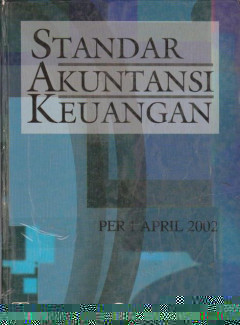 STANDAR
AKUNTANSI
KEUANGAN
PER 1 APRIL 2002